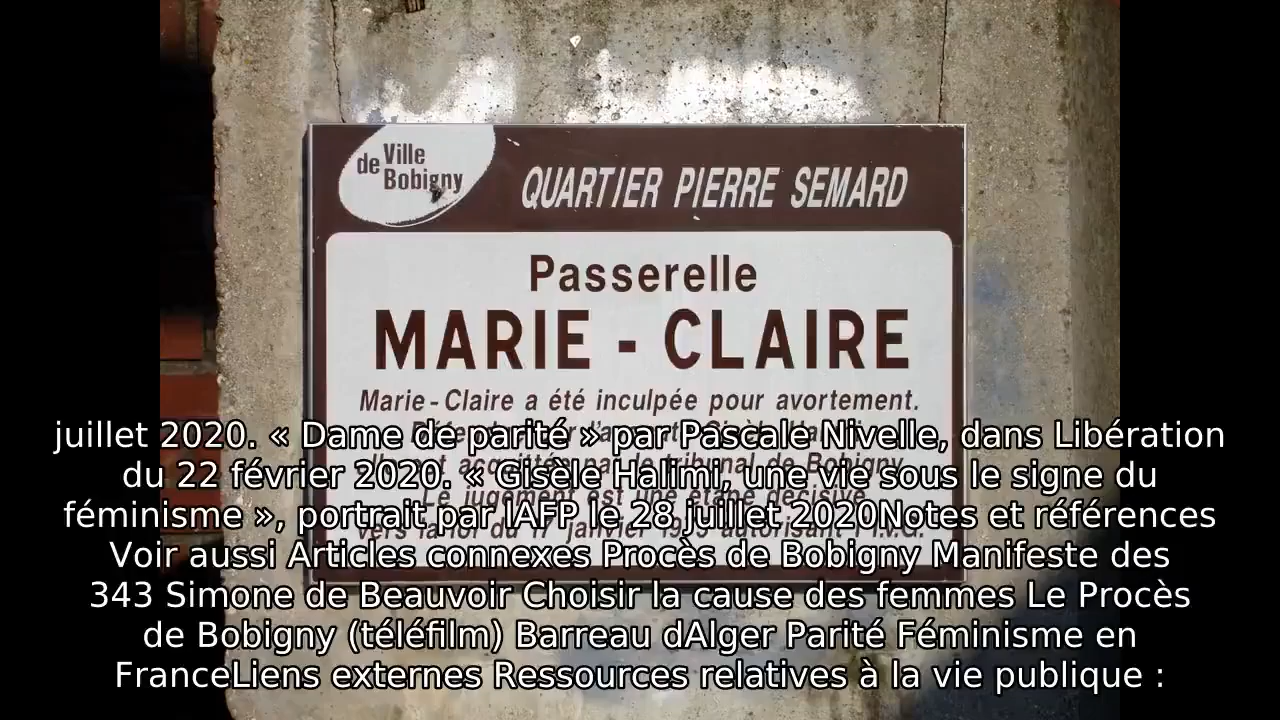 Ville
de Bobigny
QUARTIER PIERRE SEMARD
Passerelle
MARIE - CLAIRE
Marie-Claire a été inculpée pour avortement.
juillet 2020. « Dame de parité » par Pascale Nivelle, dans Libération
du 22 février 2020. « Gisèle Halimi, une vie sous le signe du
féminisme », portrait par lAFP le 28 juillet 2020Notes et références
Voir aussi Articles connexes Procès de Bobigny Manifeste des
343 Simone de Beauvoir Choisir la cause des femmes Le Procès
de Bobigny (téléfilm) Barreau dAlger Parité Féminisme en
FranceLiens externes Ressources relatives à la vie publique :